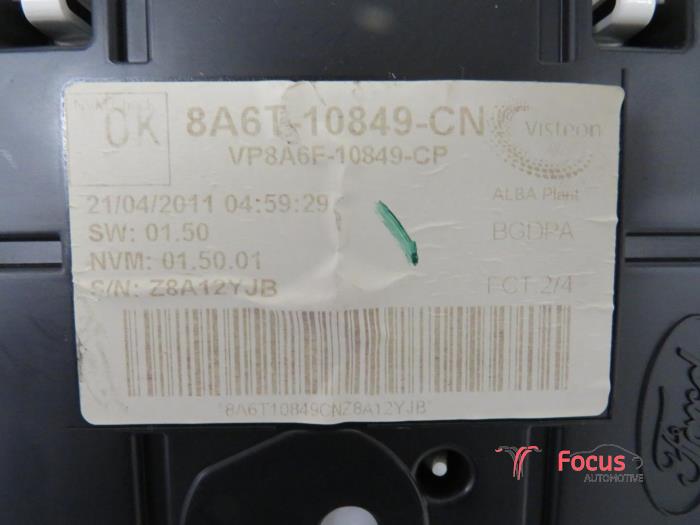 OK
8A6T-10849-CN
Visteon
VP8A6F-10849-CP
ALBA Plant
21/04/2011 04:59:29
SW: 01.50
BGDPA
NVM: 01.50.01
S/N: Z8A12YJB
FCT 2/4
*8A6T10849CNZ8A12YJB*
Focus
AUTOMOTIVE